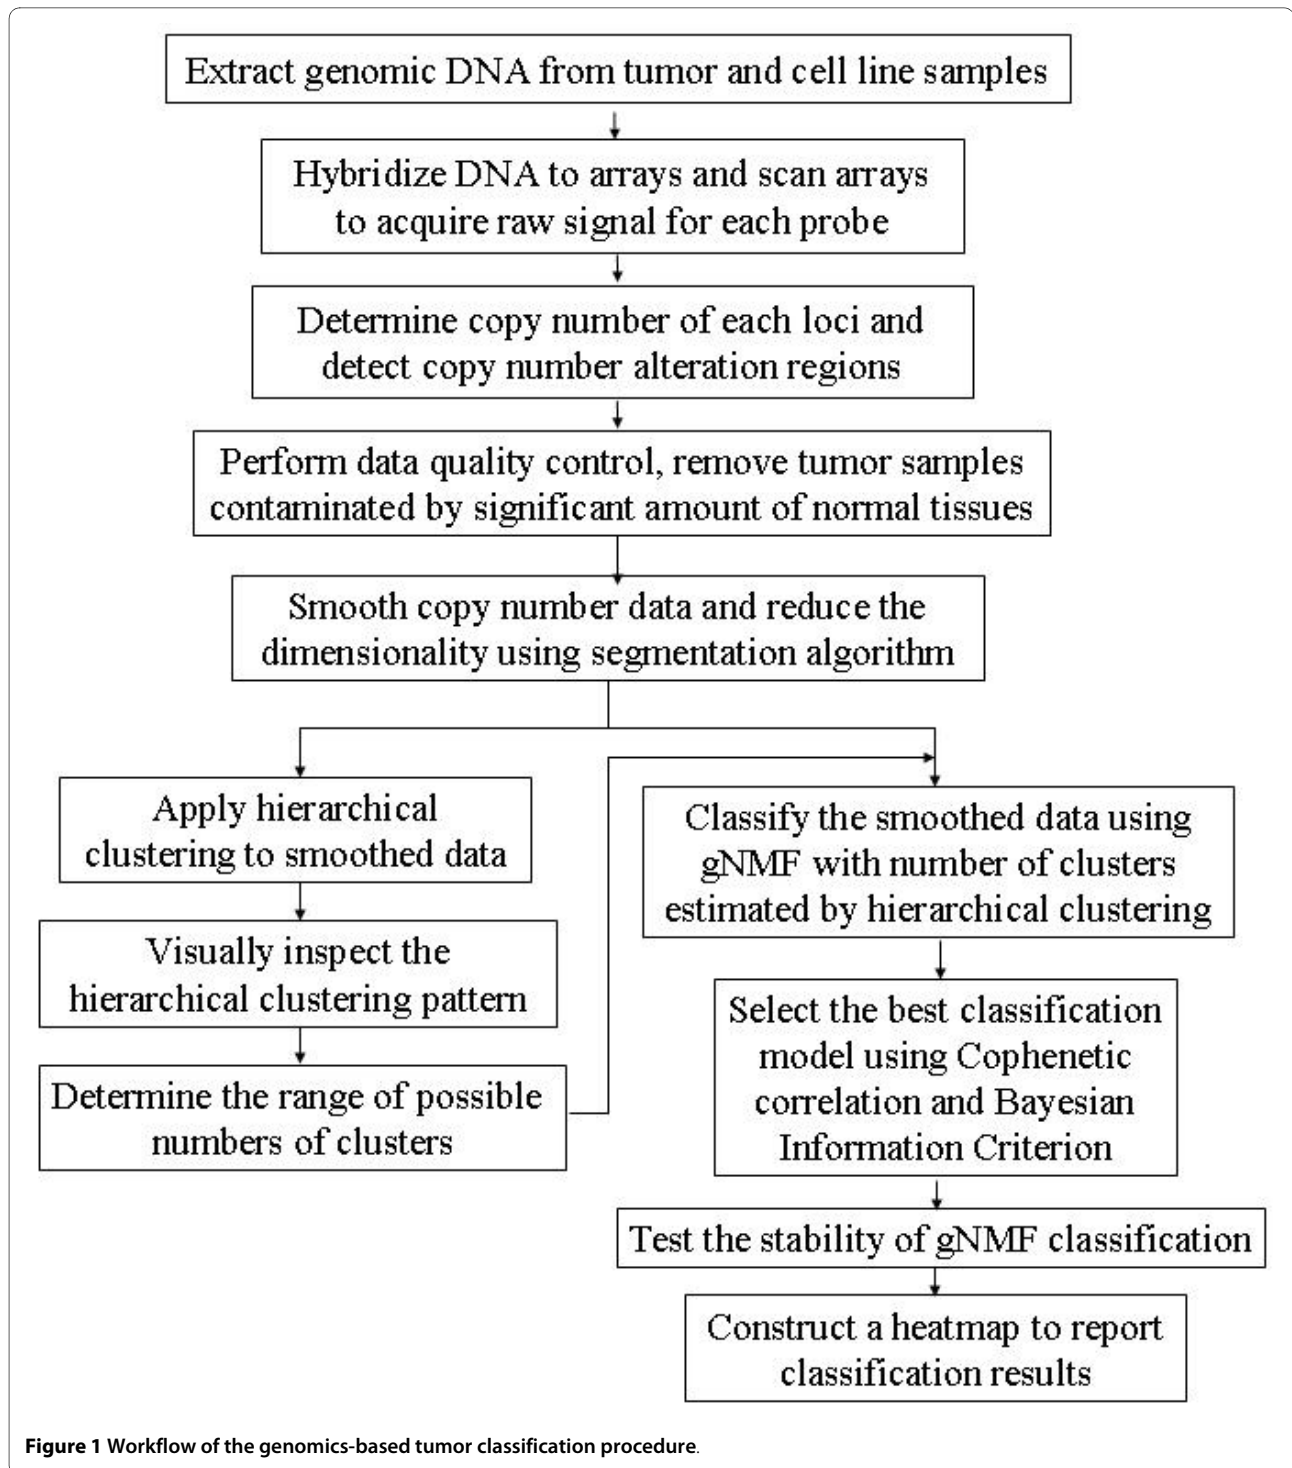 Extract genomic DNA from tumor and cell line samples
Hybridize DNA to arrays and scan arrays
to acquire raw signal for each probe
Determine copy number of each loci and
detect copy number alteration regions
Perform data quality control, remove tumor samples
contaminated by significant amount of normal tissues
Smooth copy number data and reduce the
dimensionality using segmentation algorithm
Apply hierarchical
clustering to smoothed data
Visually inspect the
hierarchical clustering pattern
Determine the range of possible
numbers of clusters
Classify the smoothed data using
gNMF with number of clusters
estimated by hierarchical clustering
Select the best classification
model using Cophenetic
correlation and Bayesian
Information Criterion
Test the stability of gNMF classification
Construct a heatmap to report
classification results
Figure 1 Workflow of the genomics-based tumor classification procedure.